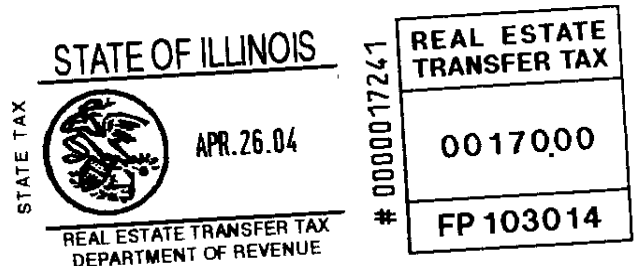 STATE OF ILLINOIS
STATE TAX
APR.26.04
REAL ESTATE TRANSFER TAX
DEPARTMENT OF REVENUE
# 0000017241
REAL ESTATE
TRANSFER TAX
00170.00
FP 103014